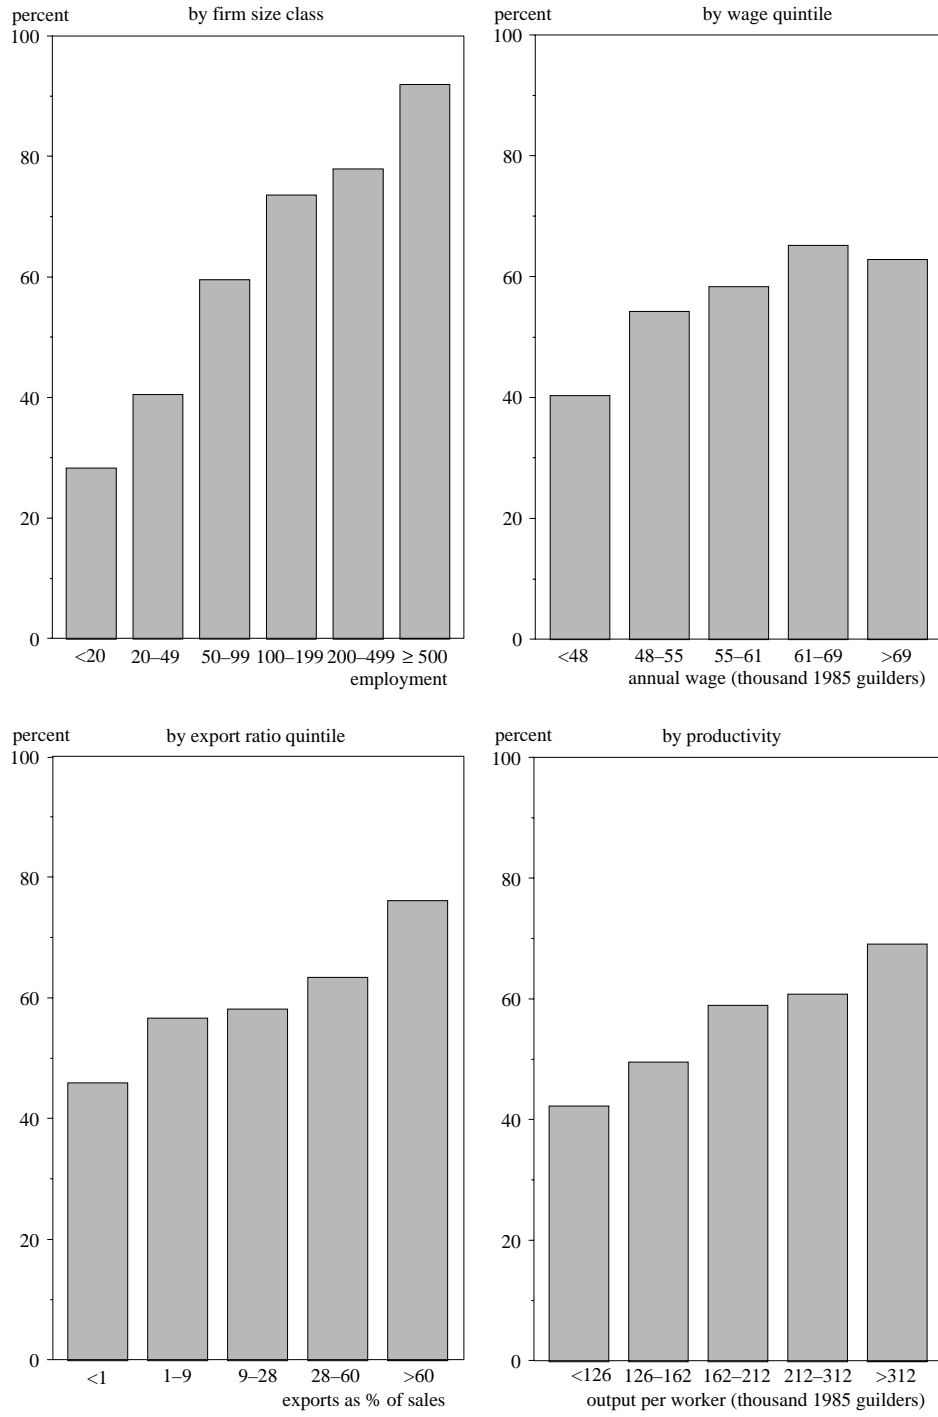 percent
by firm size class
100
80
60
40
20
0
<20 20–49 50–99 100–199 200–499 ≥ 500
employment
percent
by wage quintile
100
80
60
40
20
0
<48 48–55 55–61 61–69 >69
annual wage (thousand 1985 guilders)
percent
by export ratio quintile
100
80
60
40
20
0
<1 1–9 9–28 28–60 >60
exports as % of sales
percent
by productivity
100
80
60
40
20
0
<126 126–162 162–212 212–312 >312
output per worker (thousand 1985 guilders)